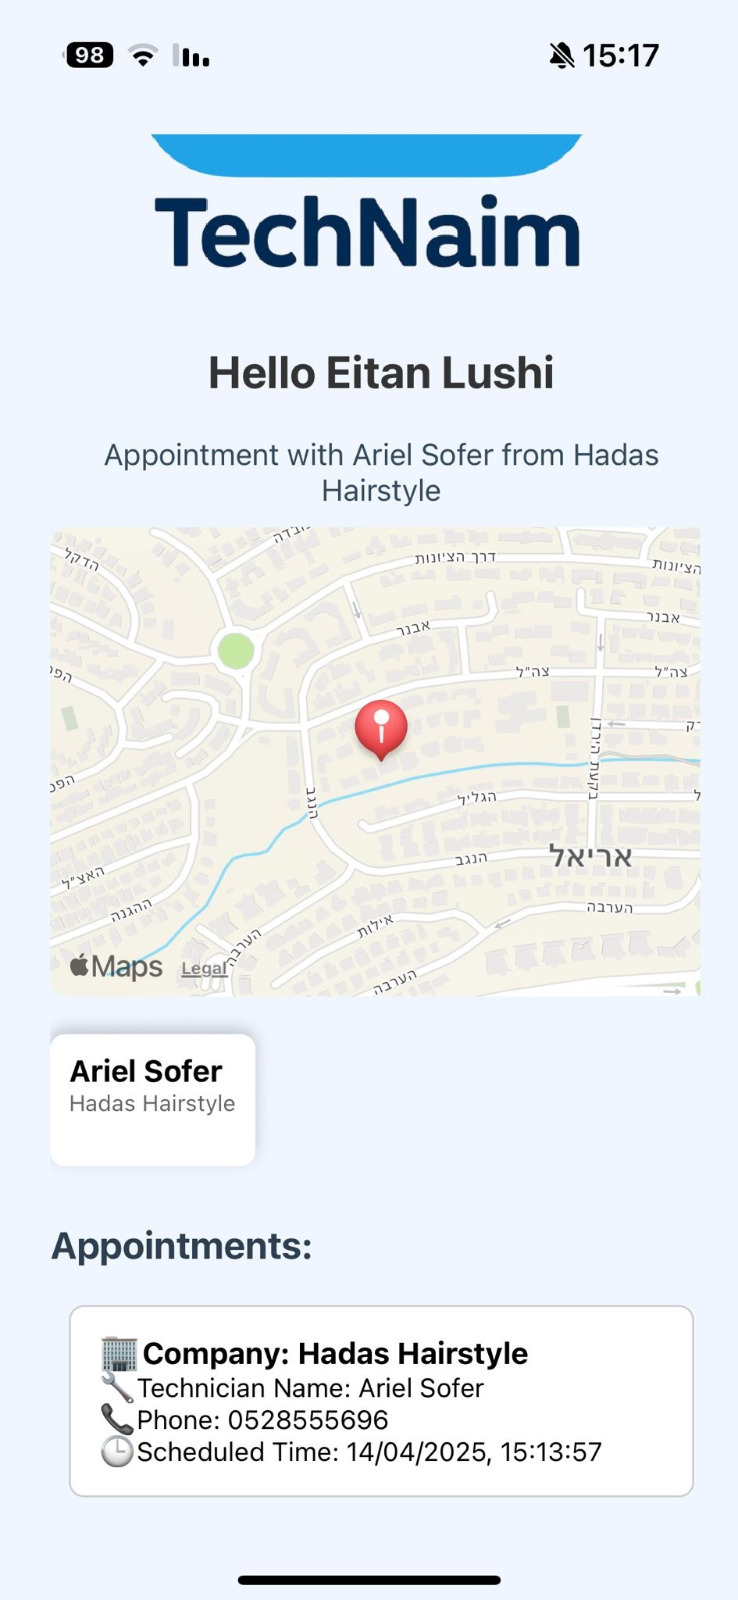 98
15:17
TechNaim
Hello Eitan Lushi
Appointment with Ariel Sofer from Hadas
Hairstyle
הדקל
דרך הציונות
הציונות
אבנר
אבנר
צה"ל
צה"ל
הנגב
בקעת הירדן
הגליל
הנגב
אריאל
האצ"ל
ההגנה
הערבה
אילות
הערבה
הערבה
Maps
Legal
Ariel Sofer
Hadas Hairstyle
Appointments:
🏢Company: Hadas Hairstyle
🔧Technician Name: Ariel Sofer
📞Phone: 0528555696
🕒Scheduled Time: 14/04/2025, 15:13:57